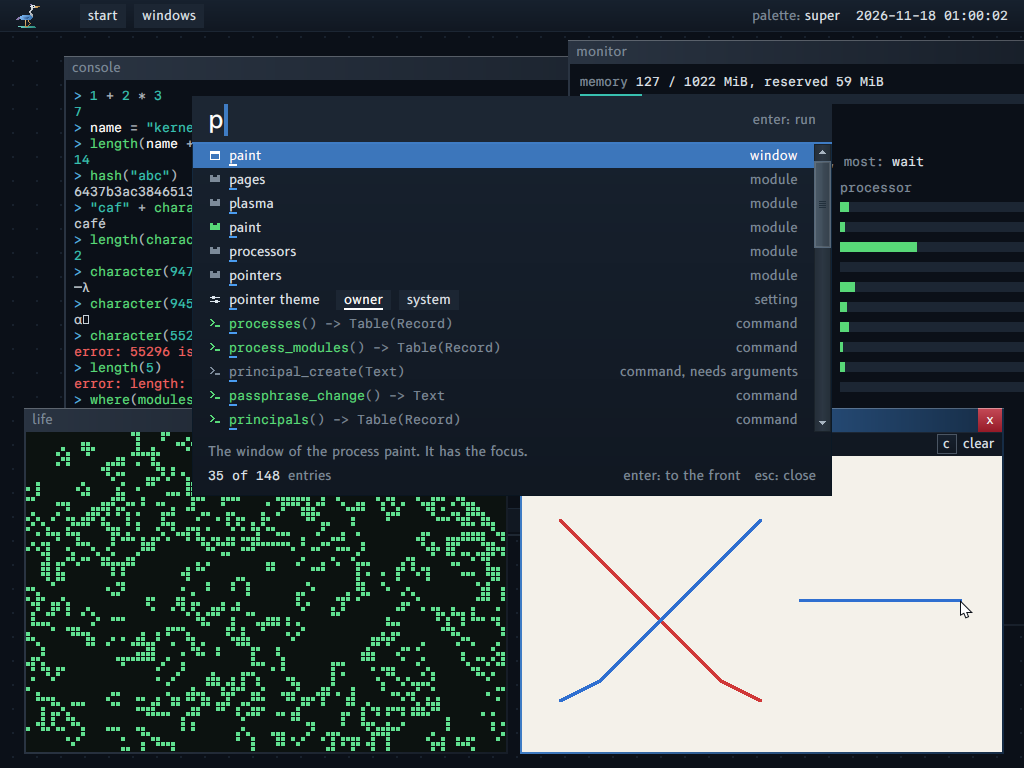 start windows palette: super 2026-11-18 01:00:02
console
monitor
memory 127 / 1022 MiB, reserved 59 MiB
> 1 + 2 * 3
7
> name = "kerne
> length(name +
14
> hash("abc")
6437b3ac3846513
> "caf" + chara
café
> length(charac
2
> character(947
—λ
> character(945
α
> character(552
error: 55296 is
> length(5)
error: length:
> where(modules
most: wait
processor
p enter: run
paint window
pages module
plasma module
paint module
processors module
pointers module
pointer theme owner system setting
processes() -> Table(Record) command
process_modules() -> Table(Record) command
principal_create(Text) command, needs arguments
passphrase_change() -> Text command
principals() -> Table(Record) command
The window of the process paint. It has the focus.
35 of 148 entries enter: to the front esc: close
life
x
c clear